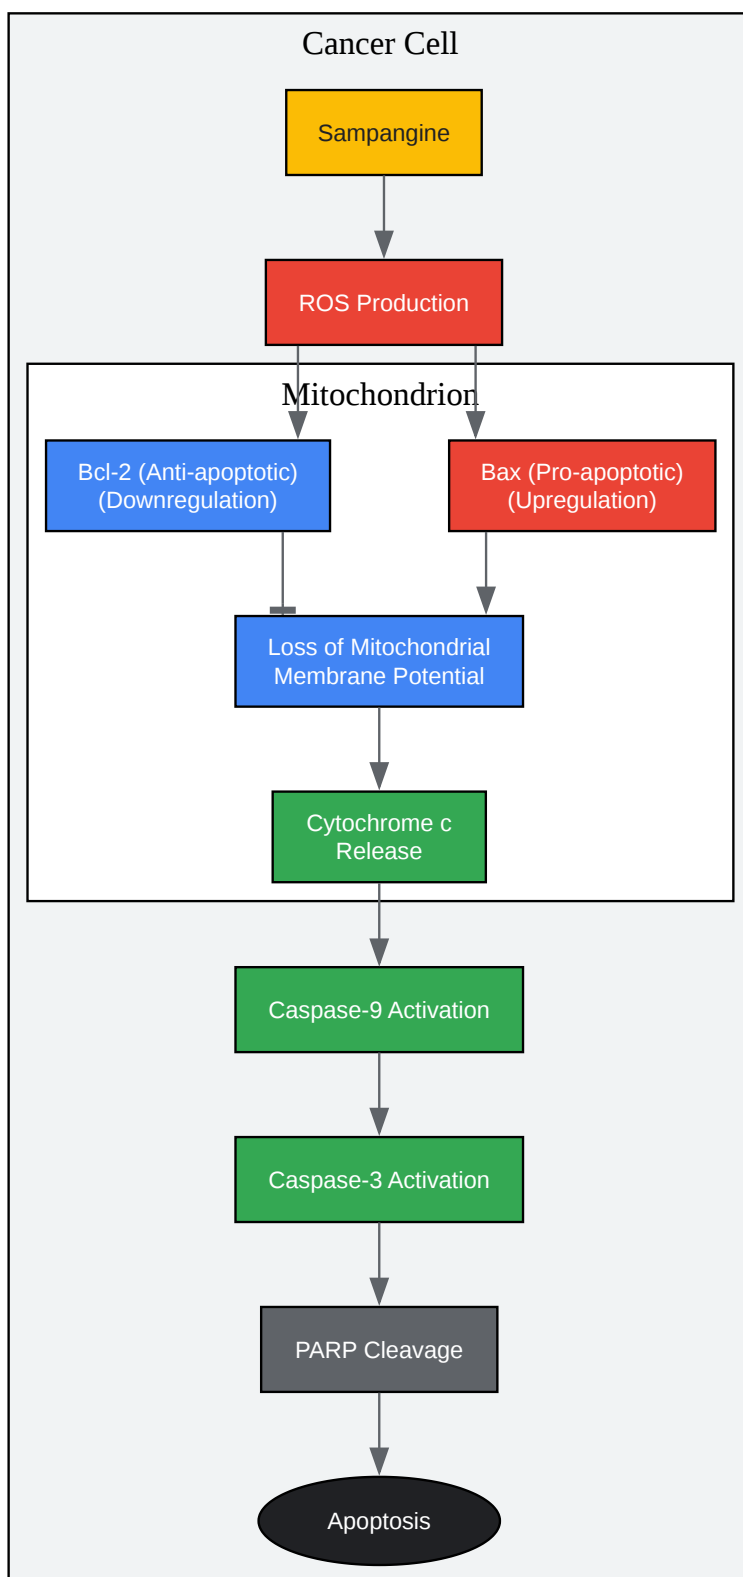 Cancer Cell
Sampangine
ROS Production
Mitochondrion
Bcl-2 (Anti-apoptotic)
(Downregulation)
Bax (Pro-apoptotic)
(Upregulation)
Loss of Mitochondrial
Membrane Potential
Cytochrome c
Release
Caspase-9 Activation
Caspase-3 Activation
PARP Cleavage
Apoptosis